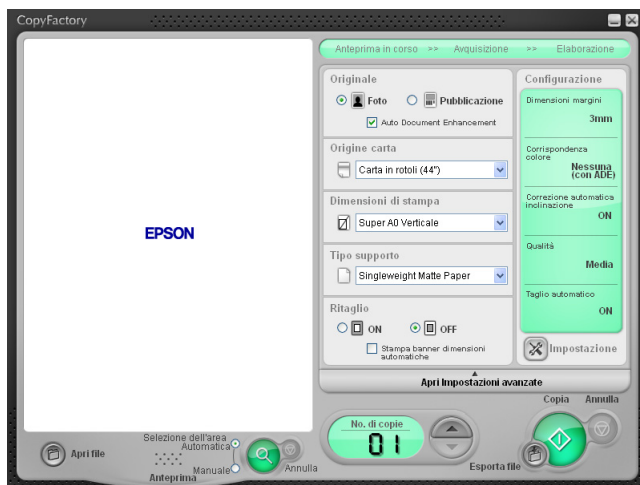 CopyFactory
Anteprima in corso >> Avquisizione >> Elaborazione
EPSON
Originale
Foto
Pubblicazione
Auto Document Enhancement
Origine carta
Carta in rotoli (44")
Dimensioni di stampa
Super A0 Verticale
Tipo supporto
Singleweight Matte Paper
Ritaglio
ON
OFF
Stampa banner dimensioni
automatiche
Configurazione
Dimensioni margini
3mm
Corrispondenza
colore
Nessuna
(con ADE)
Correzione automatica
inclinazione
ON
Qualità
Media
Taglio automatico
ON
Impostazione
Apri Impostazioni avanzate
Apri file
Selezione dell'area
Automatica
Manuale
Anteprima
Annulla
No. di copie
01
Copia
Annulla
Esporta file